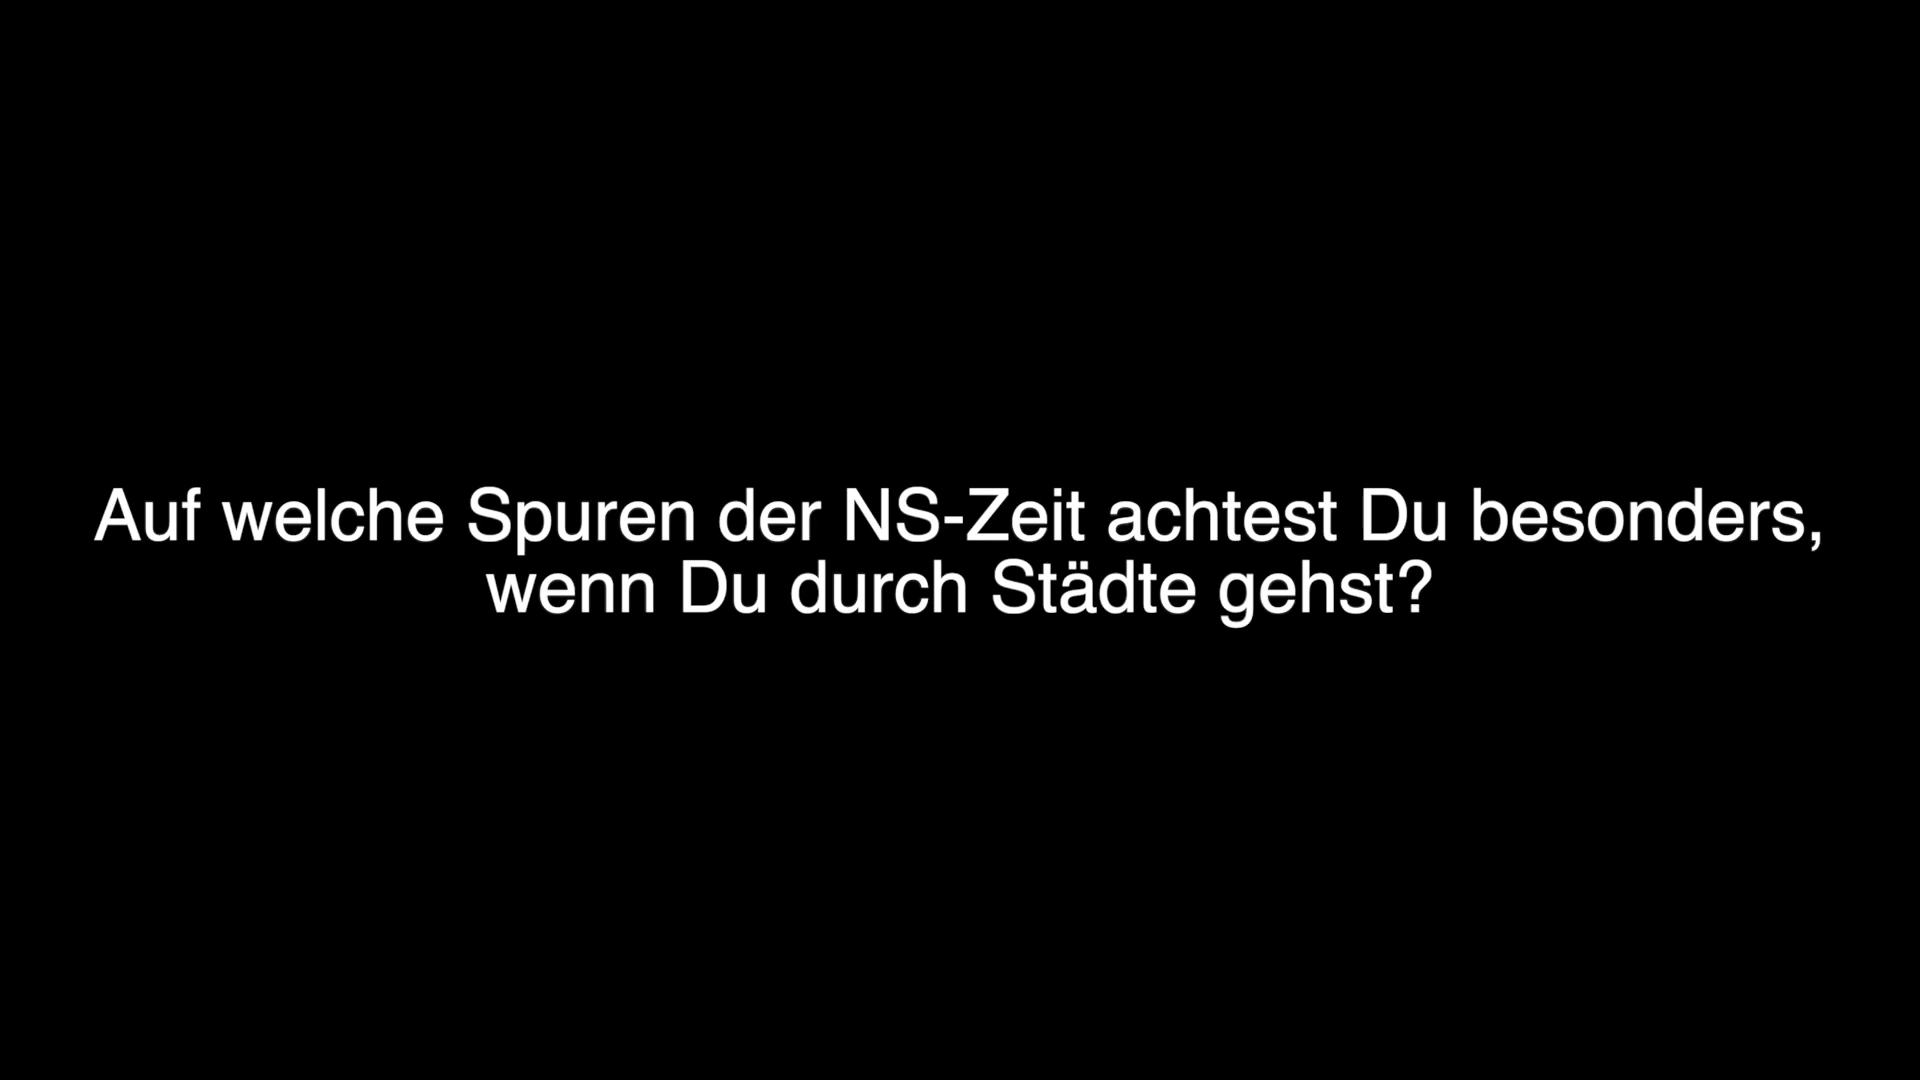 Auf welche Spuren der NS-Zeit achtest Du besonders,
wenn Du durch Städte gehst?